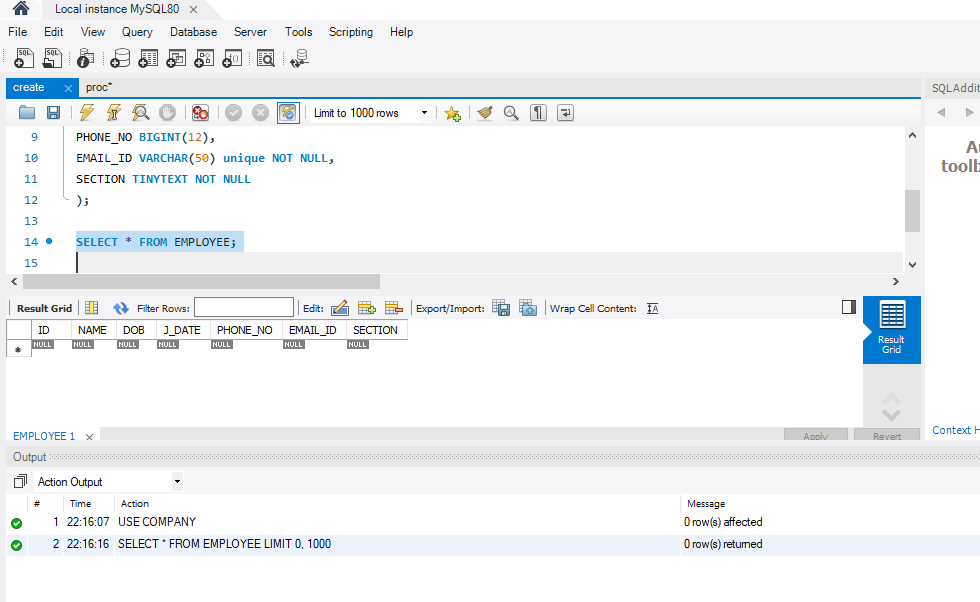 Local instance MySQL80
File Edit View Query Database Server Tools Scripting Help
create proc*
SQLAddit
Limit to 1000 rows
9 PHONE_NO BIGINT(12),
10 EMAIL_ID VARCHAR(50) unique NOT NULL,
11 SECTION TINYTEXT NOT NULL
12 );
13
14 SELECT * FROM EMPLOYEE;
15
Au
toolb
Result Grid Filter Rows: Edit: Export/Import: Wrap Cell Content:
ID NAME DOB J_DATE PHONE_NO EMAIL_ID SECTION
NULL NULL NULL NULL NULL NULL NULL
Result
Grid
EMPLOYEE 1 Apply Revert
Context H
Output
Action Output
# Time Action Message
1 22:16:07 USE COMPANY 0 row(s) affected
2 22:16:16 SELECT * FROM EMPLOYEE LIMIT 0, 1000 0 row(s) returned